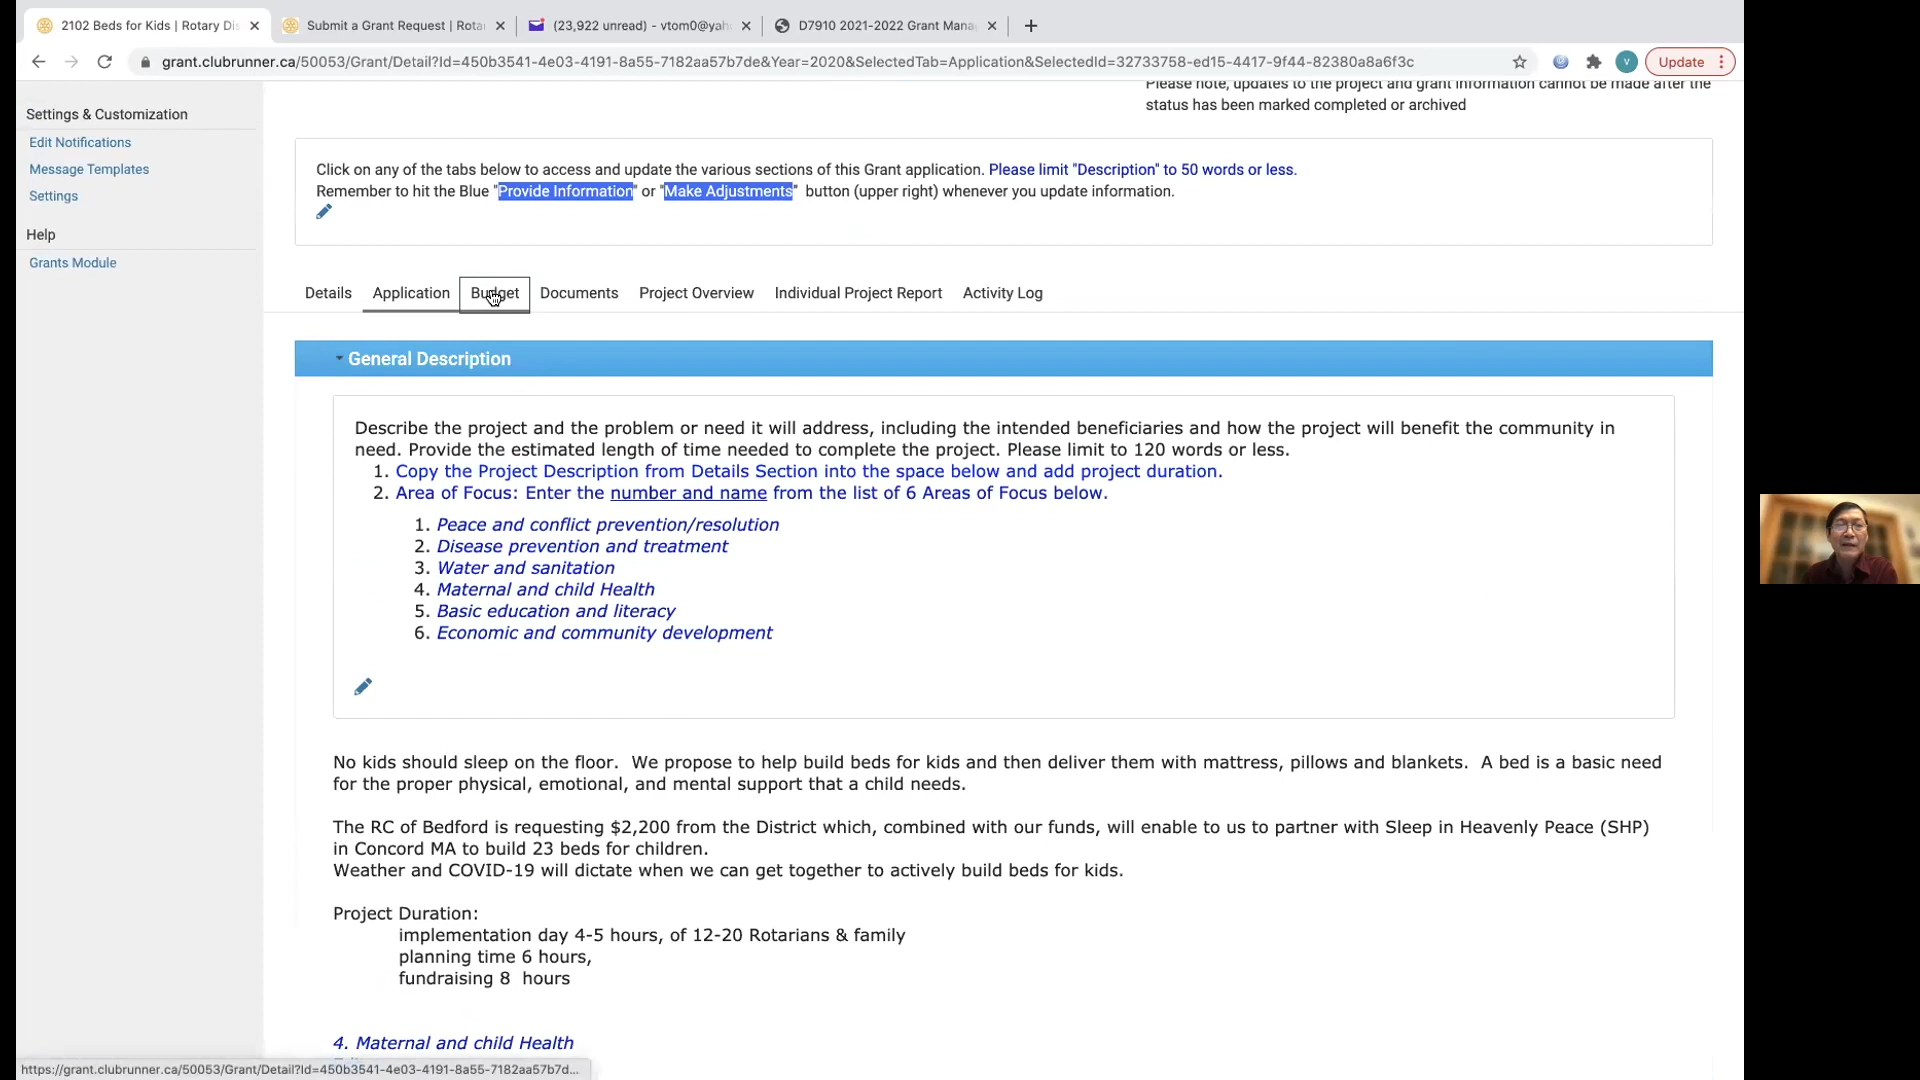 2102 Beds for Kids | Rotary Dis
Submit a Grant Request | Rota
(23,922 unread) - vtom0@yah
D7910 2021-2022 Grant Mana
grant.clubrunner.ca/50053/Grant/Detail?Id=450b3541-4e03-4191-8a55-7182aa57b7de&Year=2020&SelectedTab=Application&SelectedId=32733758-ed15-4417-9f44-82380a8a6f3c
V
Update
Please note, updates to the project and grant information cannot be made after the
status has been marked completed or archived
Settings & Customization
Edit Notifications
Message Templates
Settings
Help
Grants Module
Click on any of the tabs below to access and update the various sections of this Grant application. Please limit "Description" to 50 words or less.
Remember to hit the Blue "Provide Information" or "Make Adjustments" button (upper right) whenever you update information.
Details Application Budget Documents Project Overview Individual Project Report Activity Log
General Description
Describe the project and the problem or need it will address, including the intended beneficiaries and how the project will benefit the community in
need. Provide the estimated length of time needed to complete the project. Please limit to 120 words or less.
1. Copy the Project Description from Details Section into the space below and add project duration.
2. Area of Focus: Enter the number and name from the list of 6 Areas of Focus below.
1. Peace and conflict prevention/resolution
2. Disease prevention and treatment
3. Water and sanitation
4. Maternal and child Health
5. Basic education and literacy
6. Economic and community development
No kids should sleep on the floor. We propose to help build beds for kids and then deliver them with mattress, pillows and blankets. A bed is a basic need
for the proper physical, emotional, and mental support that a child needs.
The RC of Bedford is requesting $2,200 from the District which, combined with our funds, will enable to us to partner with Sleep in Heavenly Peace (SHP)
in Concord MA to build 23 beds for children.
Weather and COVID-19 will dictate when we can get together to actively build beds for kids.
Project Duration:
implementation day 4-5 hours, of 12-20 Rotarians & family
planning time 6 hours,
fundraising 8 hours
4. Maternal and child Health
https://grant.clubrunner.ca/50053/Grant/Detail?Id=450b3541-4e03-4191-8a55-7182aa57b7d...